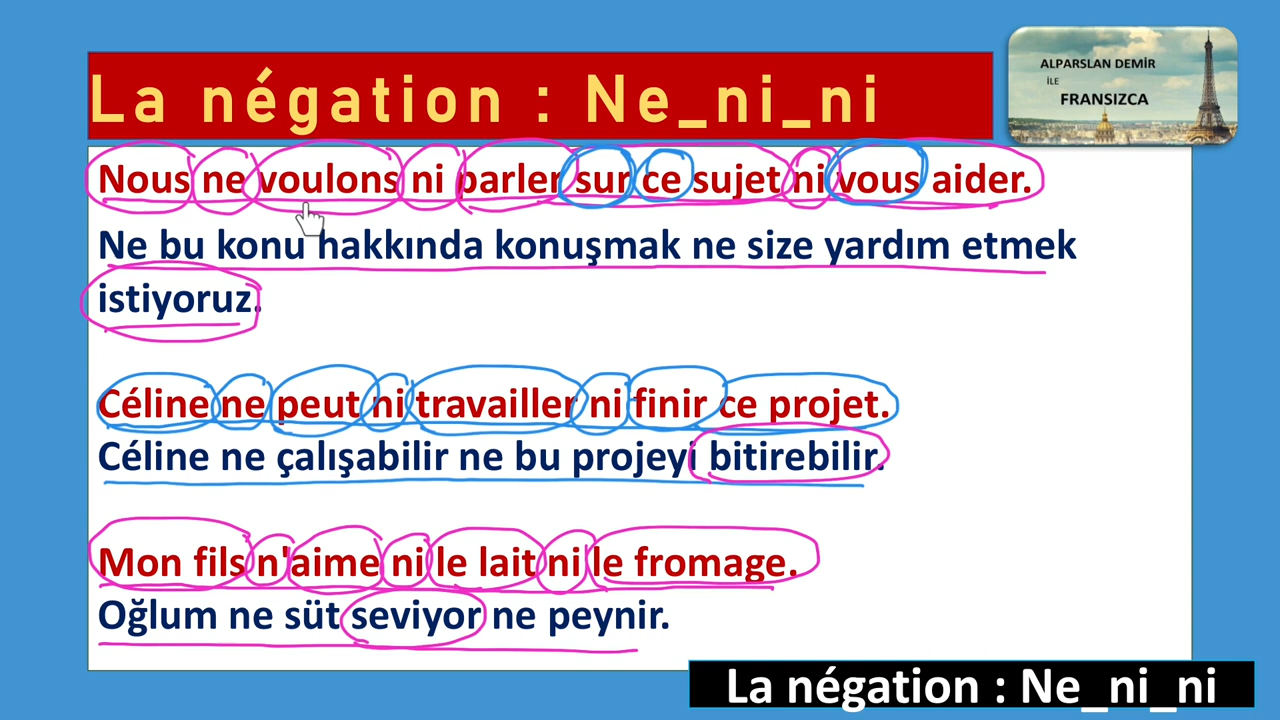 La négation : Ne_ni_ni
ALPARSLAN DEMİR
İLE
FRANSIZCA
Nous ne voulons ni parler sur ce sujet ni vous aider.
Ne bu konu hakkında konuşmak ne size yardım etmek
istiyoruz.
Céline ne peut ni travailler ni finir ce projet.
Céline ne çalışabilir ne bu projeyi bitirebilir.
Mon fils n'aime ni le lait ni le fromage.
Oğlum ne süt seviyor ne peynir.
La négation : Ne_ni_ni